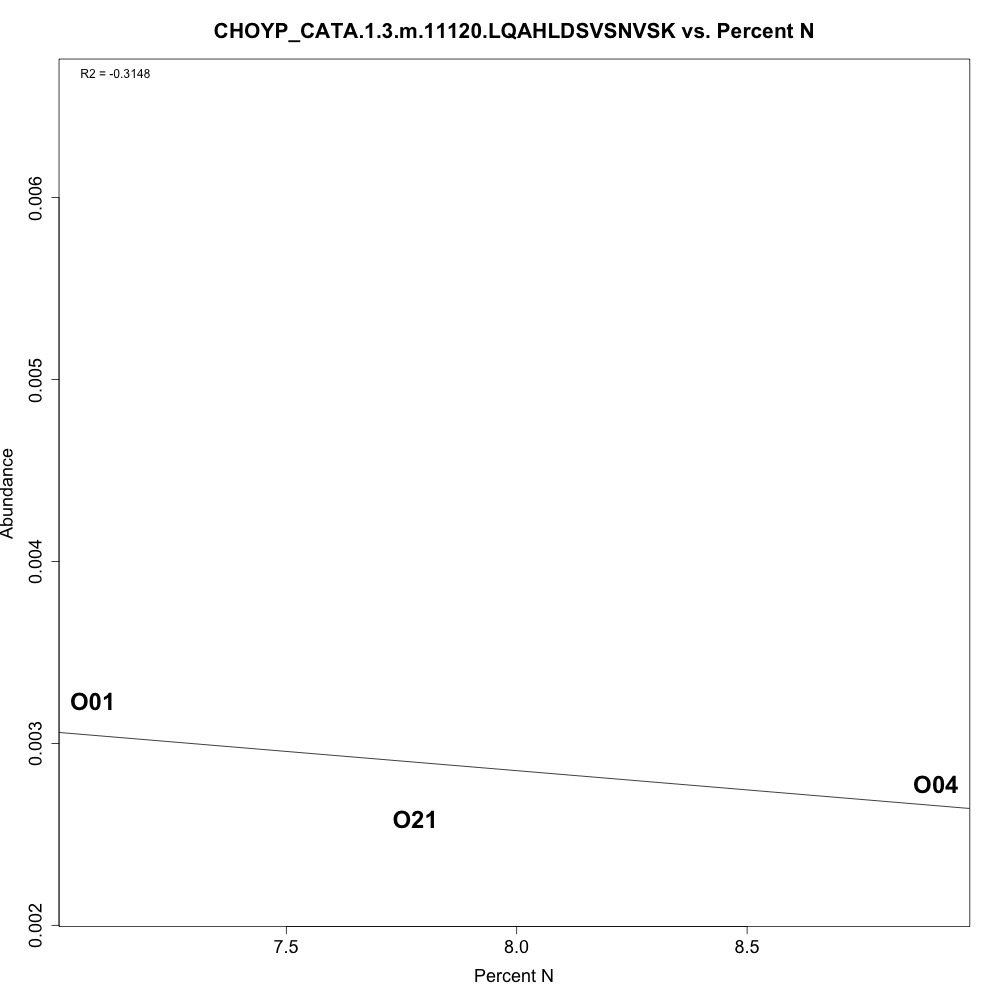 CHOYP_CATA.1.3.m.11120.LQAHLDSVSNVSK vs. Percent N
R2 = -0.3148
0.006
0.005
Abundance
0.004
O01
0.003
O04
O21
0.002
7.5 8.0 8.5
Percent N